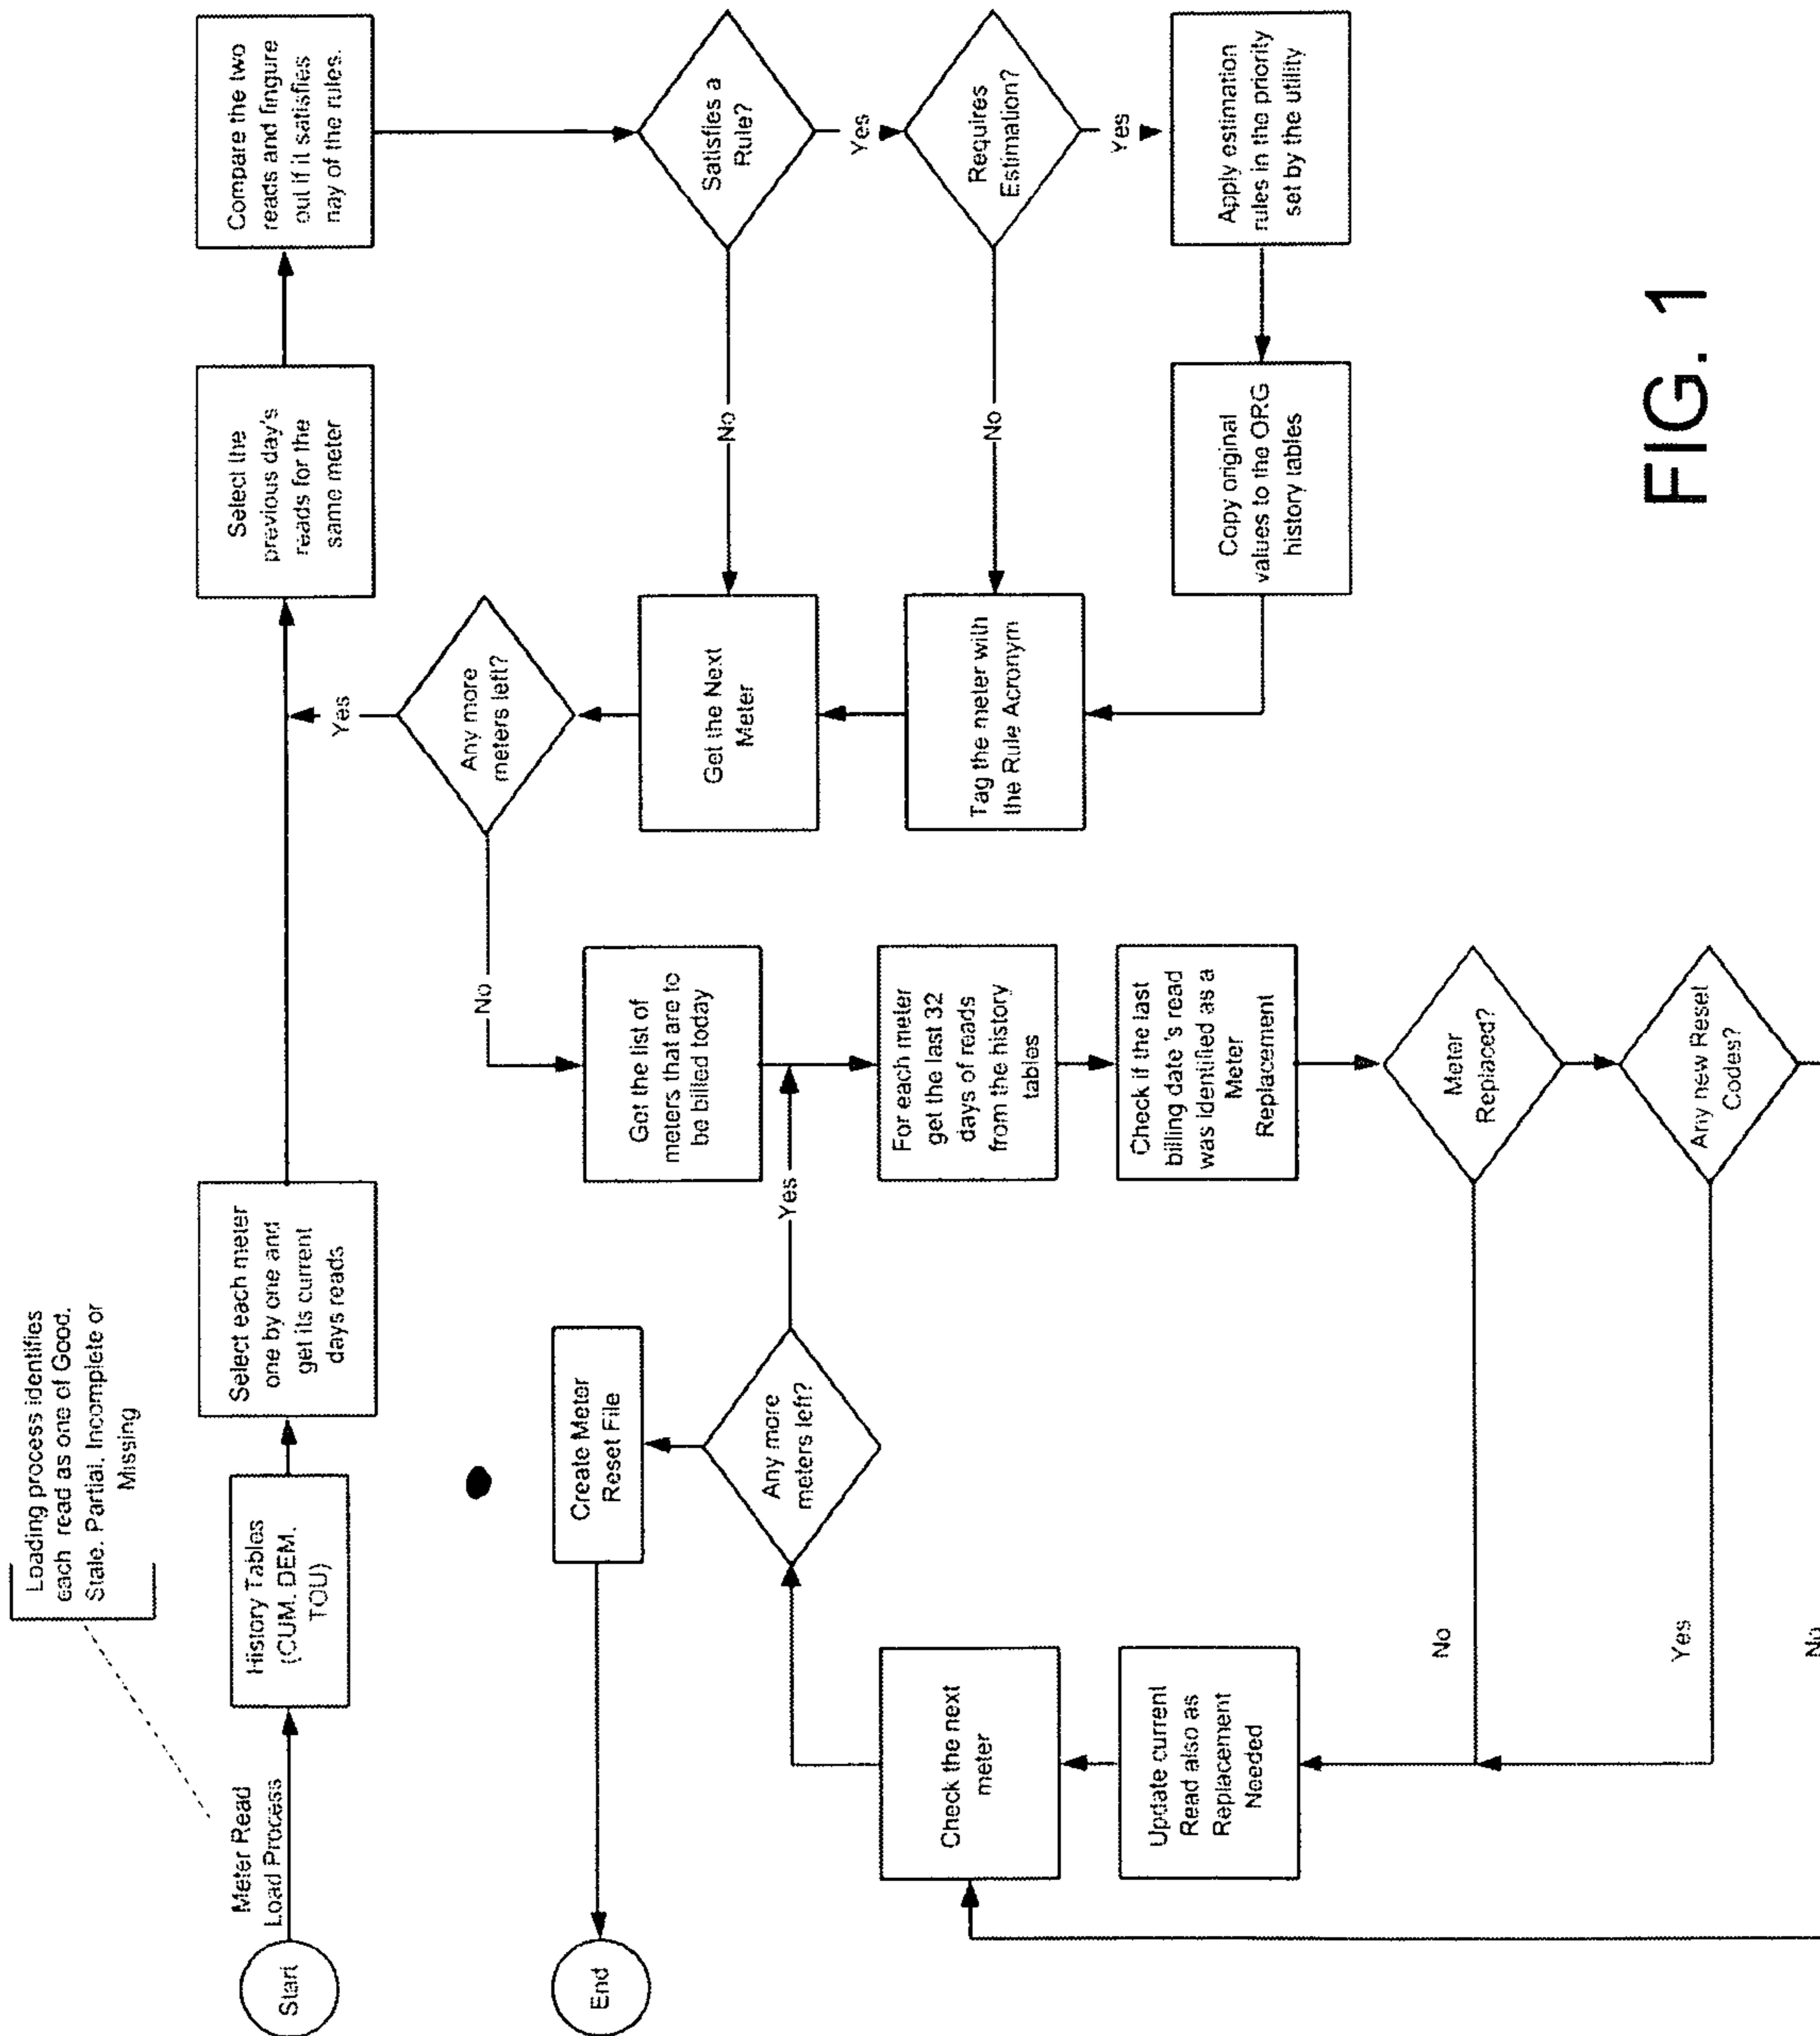 Loading process identifies
each read as one of Good.
Stale. Partial. Incomplete or
Missing
Meter Read
Load Process
Start
History Tables
(CUM. DEM.
TOU)
Select each meter
one by one and
get its current
days reads
Select the
previous day's
reads for the
same meter
Compare the two
reads and fingure
out if it satisfies
nay of the rules.
Satisfies a
Rule?
No
Yes
Requires
Estimation?
No
Yes
Apply estimation
rules in the priority
set by the utility
Copy original
values to the ORG
history tables
Tag the meter with
the Rule Acronym
Get the Next
Meter
Any more
meters left?
Yes
No
Got the list of
meters that are to
be billed today
For each meter
get the last 32
days of reads
from the history
tables
Check if the last
billing date 's read
was identified as a
Meter
Replacement
Meter
Replaced?
No
Any new Reset
Codes?
Yes
No
Update current
Read also as
Replacement
Needed
Check the next
meter
Any more
meters left?
Yes
Create Meter
Reset File
End
FIG. 1